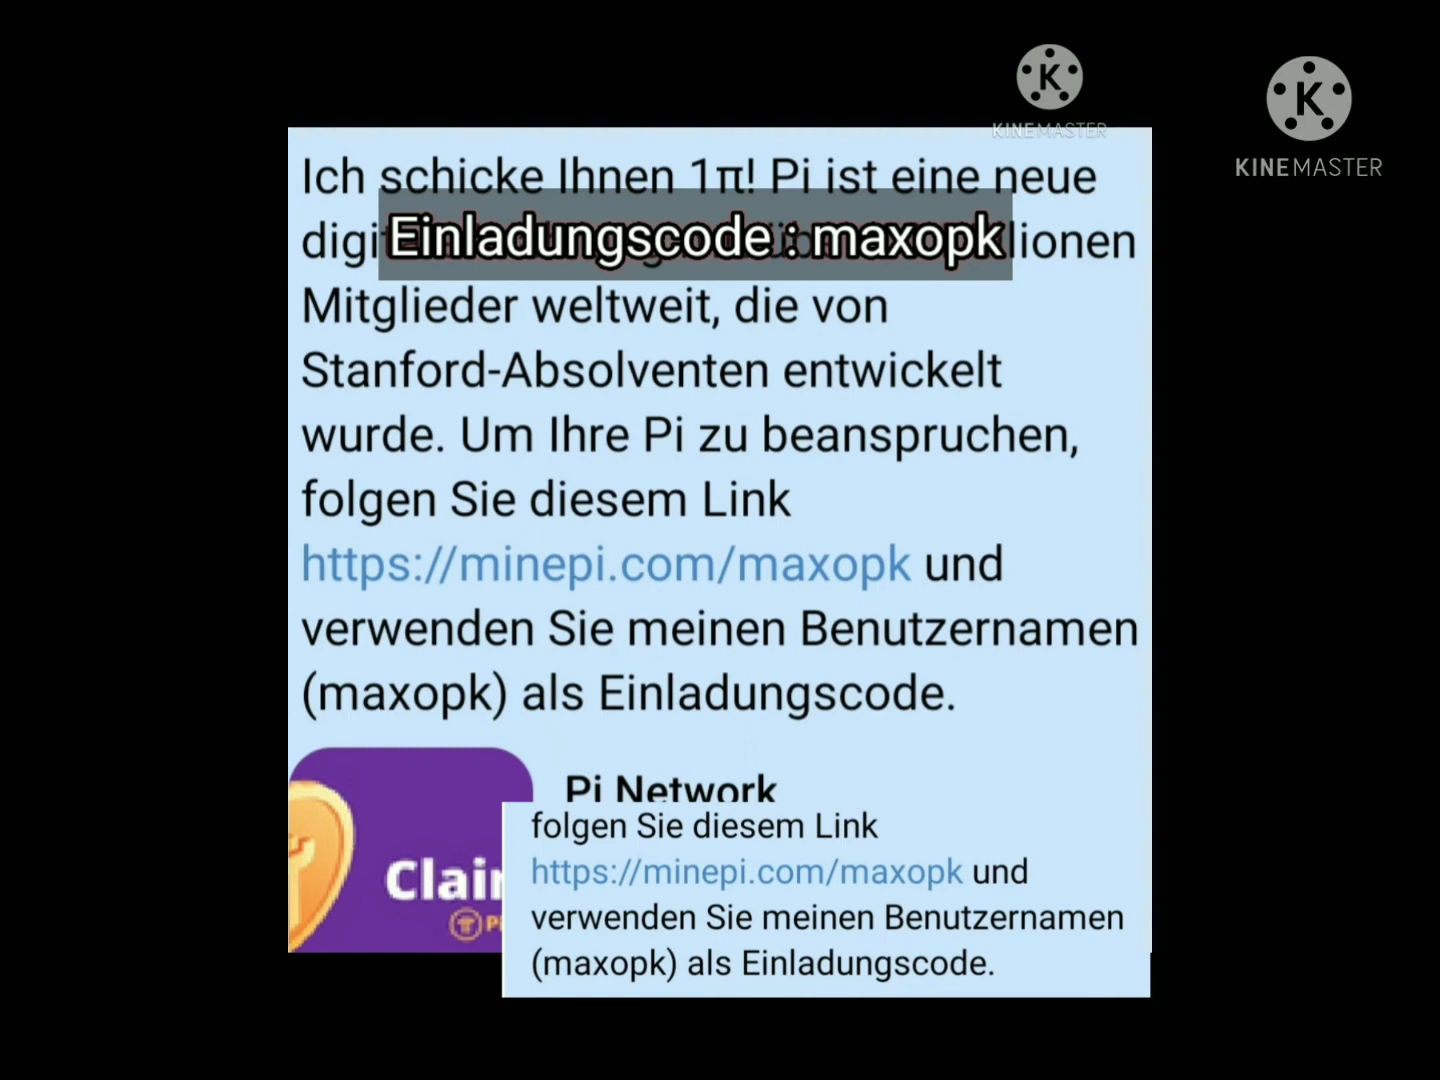 KINEMASTER
KINEMASTER
Ich schicke Ihnen 1π! Pi ist eine neue
digi
Einladungscode : maxopk
lionen
Mitglieder weltweit, die von
Stanford-Absolventen entwickelt
wurde. Um Ihre Pi zu beanspruchen,
folgen Sie diesem Link
https://minepi.com/maxopk und
verwenden Sie meinen Benutzernamen
(maxopk) als Einladungscode.
Pi Network
Clai
folgen Sie diesem Link
https://minepi.com/maxopk und
verwenden Sie meinen Benutzernamen
(maxopk) als Einladungscode.